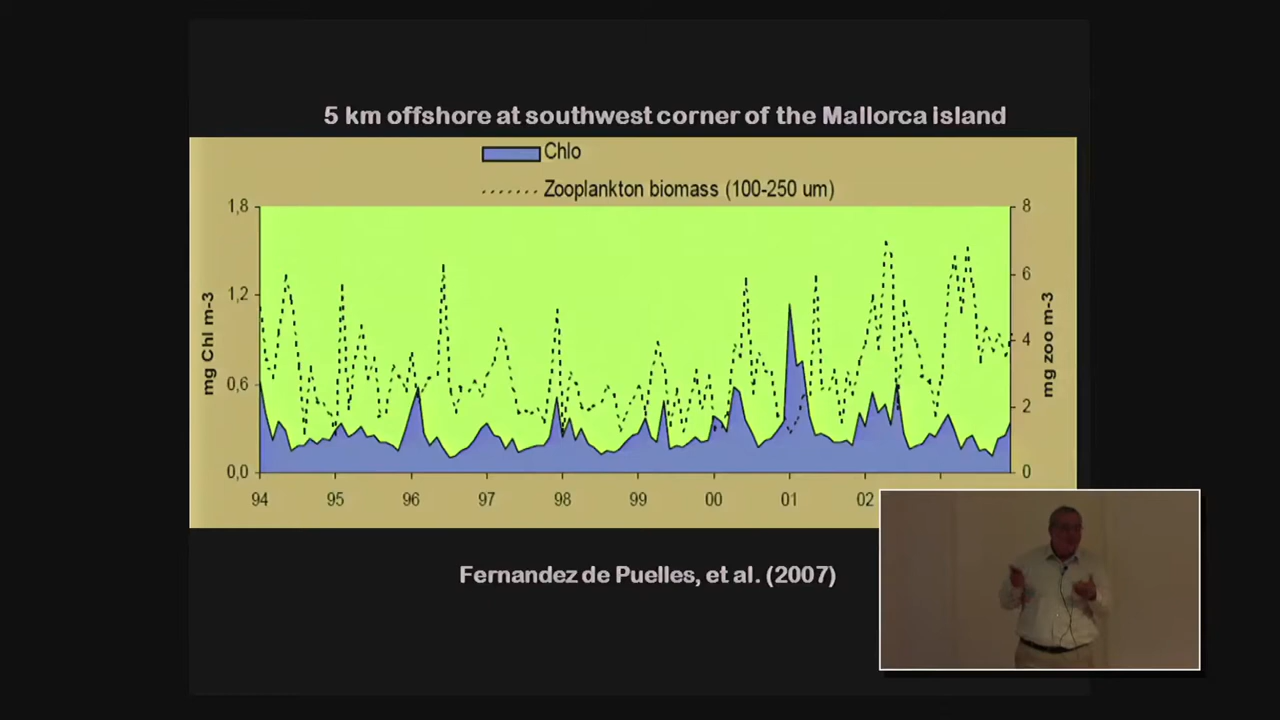 5 km offshore at southwest corner of the Mallorca island
Chlo
Zooplankton biomass (100-250 um)
1,8
1,2
0,6
0,0
mg Chl m-3
8
6
4
2
0
mg zoo m-3
94 95 96 97 98 99 00 01 02
Fernandez de Puelles, et al. (2007)